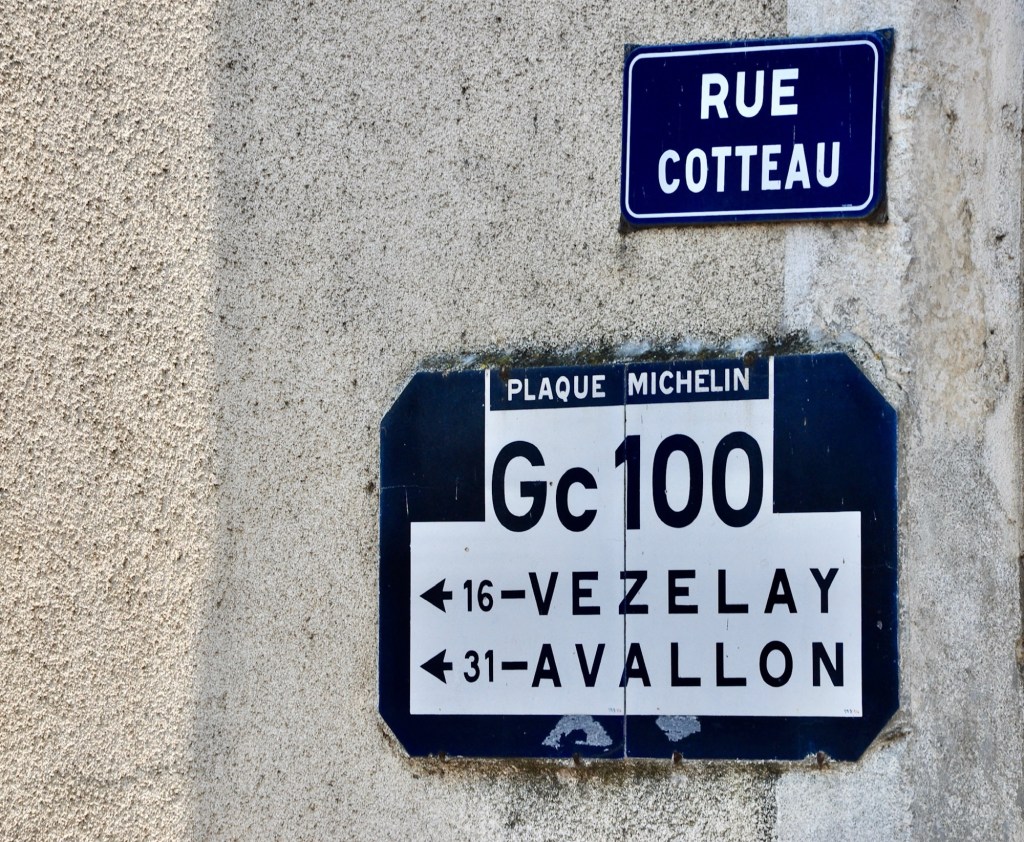 RUE
COTTEAU
PLAQUE MICHELIN
Gc 100
← 16 – VEZELAY
← 31 – AVALLON